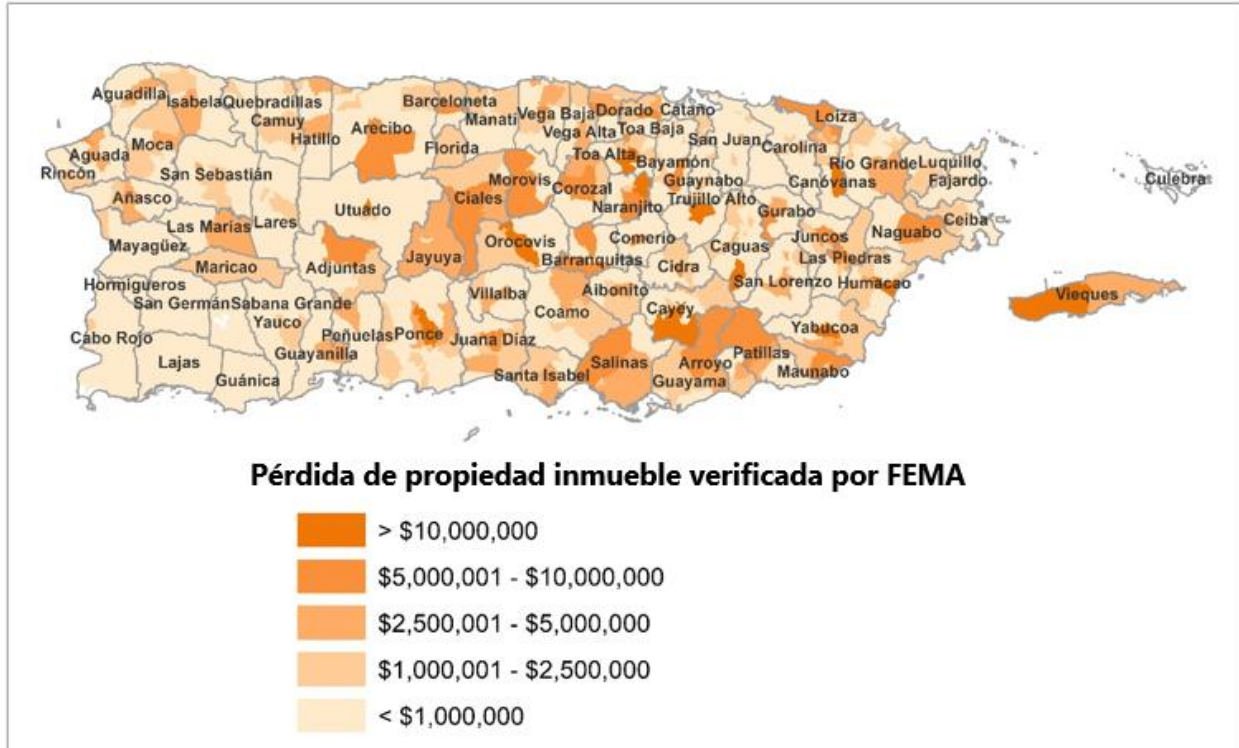 Aguadilla
Isabela
Quebradillas
Camuy
Hatillo
Arecibo
Barceloneta
Manatí
Vega Baja
Dorado
Cataño
Vega Alta
Toa Baja
San Juan
Carolina
Loiza
Moca
Aguada
Rincón
Florida
Toa Alta
Bayamón
Guaynabo
Río Grande
Luquillo
Fajardo
Culebra
San Sebastián
Añasco
Morovis
Corozal
Ciales
Naranjito
Trujillo Alto
Canóvanas
Utuado
Lares
Las Marias
Mayagüez
Orocovis
Comerío
Gurabo
Juncos
Naguabo
Ceiba
Caguas
Maricao
Adjuntas
Jayuya
Barranquitas
Cidra
Las Piedras
Hormigueros
San Germán
Sabana Grande
Villalba
Aibonito
San Lorenzo
Humacao
Vieques
Yauco
Coamo
Cayey
Cabo Rojo
Peñuelas
Ponce
Juana Díaz
Yabucoa
Lajas
Guayanilla
Salinas
Arroyo
Patillas
Guánica
Santa Isabel
Guayama
Maunabo
Pérdida de propiedad inmueble verificada por FEMA
> $10,000,000
$5,000,001 - $10,000,000
$2,500,001 - $5,000,000
$1,000,001 - $2,500,000
< $1,000,000